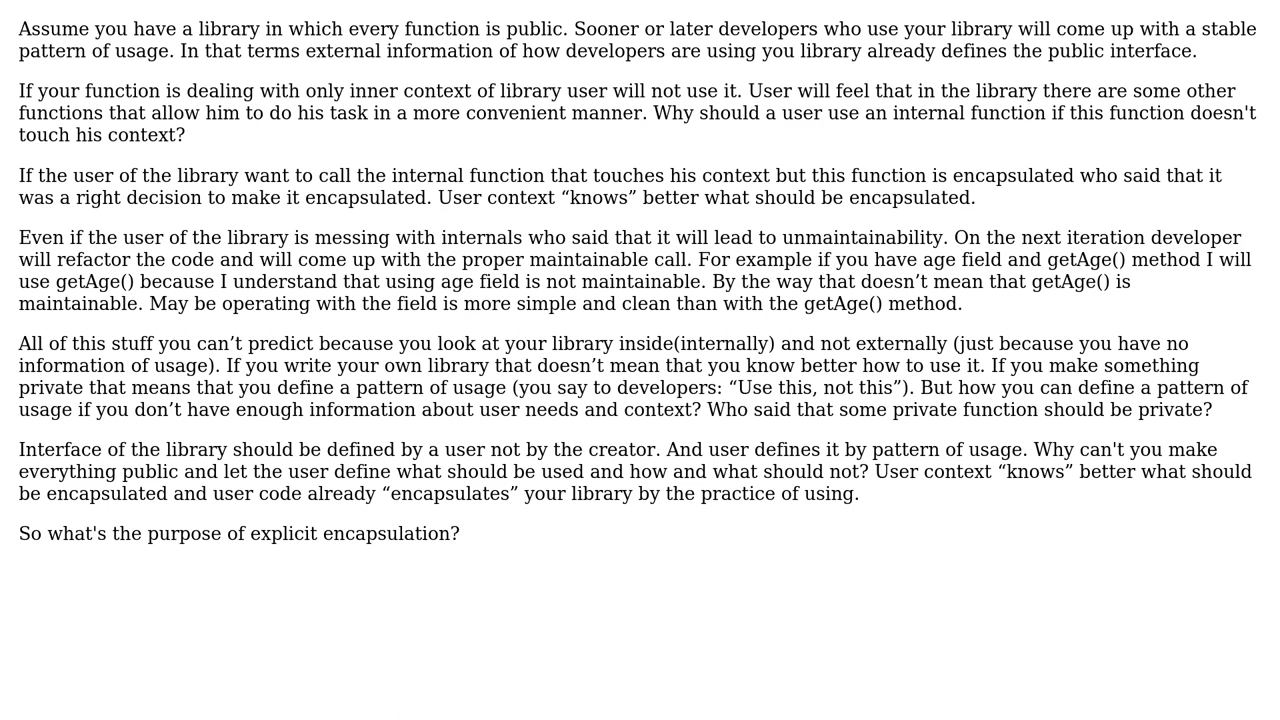 Assume you have a library in which every function is public. Sooner or later developers who use your library will come up with a stable
pattern of usage. In that terms external information of how developers are using you library already defines the public interface.
If your function is dealing with only inner context of library user will not use it. User will feel that in the library there are some other
functions that allow him to do his task in a more convenient manner. Why should a user use an internal function if this function doesn't
touch his context?
If the user of the library want to call the internal function that touches his context but this function is encapsulated who said that it
was a right decision to make it encapsulated. User context “knows” better what should be encapsulated.
Even if the user of the library is messing with internals who said that it will lead to unmaintainability. On the next iteration developer
will refactor the code and will come up with the proper maintainable call. For example if you have age field and getAge() method I will
use getAge() because I understand that using age field is not maintainable. By the way that doesn’t mean that getAge() is
maintainable. May be operating with the field is more simple and clean than with the getAge() method.
All of this stuff you can’t predict because you look at your library inside(internally) and not externally (just because you have no
information of usage). If you write your own library that doesn’t mean that you know better how to use it. If you make something
private that means that you define a pattern of usage (you say to developers: “Use this, not this”). But how you can define a pattern of
usage if you don’t have enough information about user needs and context? Who said that some private function should be private?
Interface of the library should be defined by a user not by the creator. And user defines it by pattern of usage. Why can't you make
everything public and let the user define what should be used and how and what should not? User context “knows” better what should
be encapsulated and user code already “encapsulates” your library by the practice of using.
So what's the purpose of explicit encapsulation?